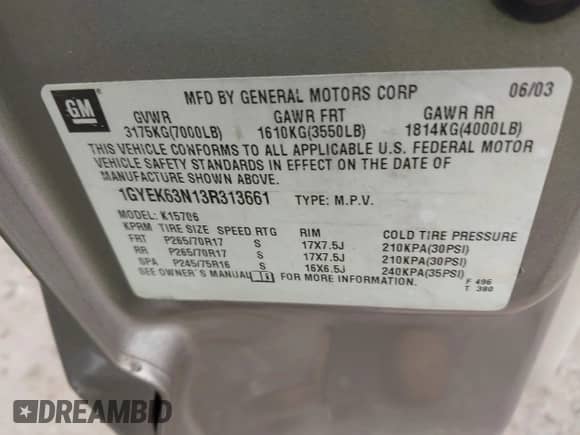 GM
MFD BY GENERAL MOTORS CORP 06/03
GVWR GAWR FRT GAWR RR
3175KG(7000LB) 1610KG(3550LB) 1814KG(4000LB)
THIS VEHICLE CONFORMS TO ALL APPLICABLE U.S. FEDERAL MOTOR
VEHICLE SAFETY STANDARDS IN EFFECT ON THE DATE OF
MANUFACTURE SHOWN ABOVE.
1GYEK63N13R313661 TYPE: M.P.V.
MODEL: K15706
KPRM TIRE SIZE SPEED RTG RIM COLD TIRE PRESSURE
FRT P265/70R17 S 17X7.5J 210KPA(30PSI)
RR P265/70R17 S 17X7.5J 210KPA(30PSI)
SPA P245/75R16 S 16X6.5J 240KPA(35PSI)
SEE OWNER'S MANUAL FOR MORE INFORMATION.
F 496
T 380
DREAMBID